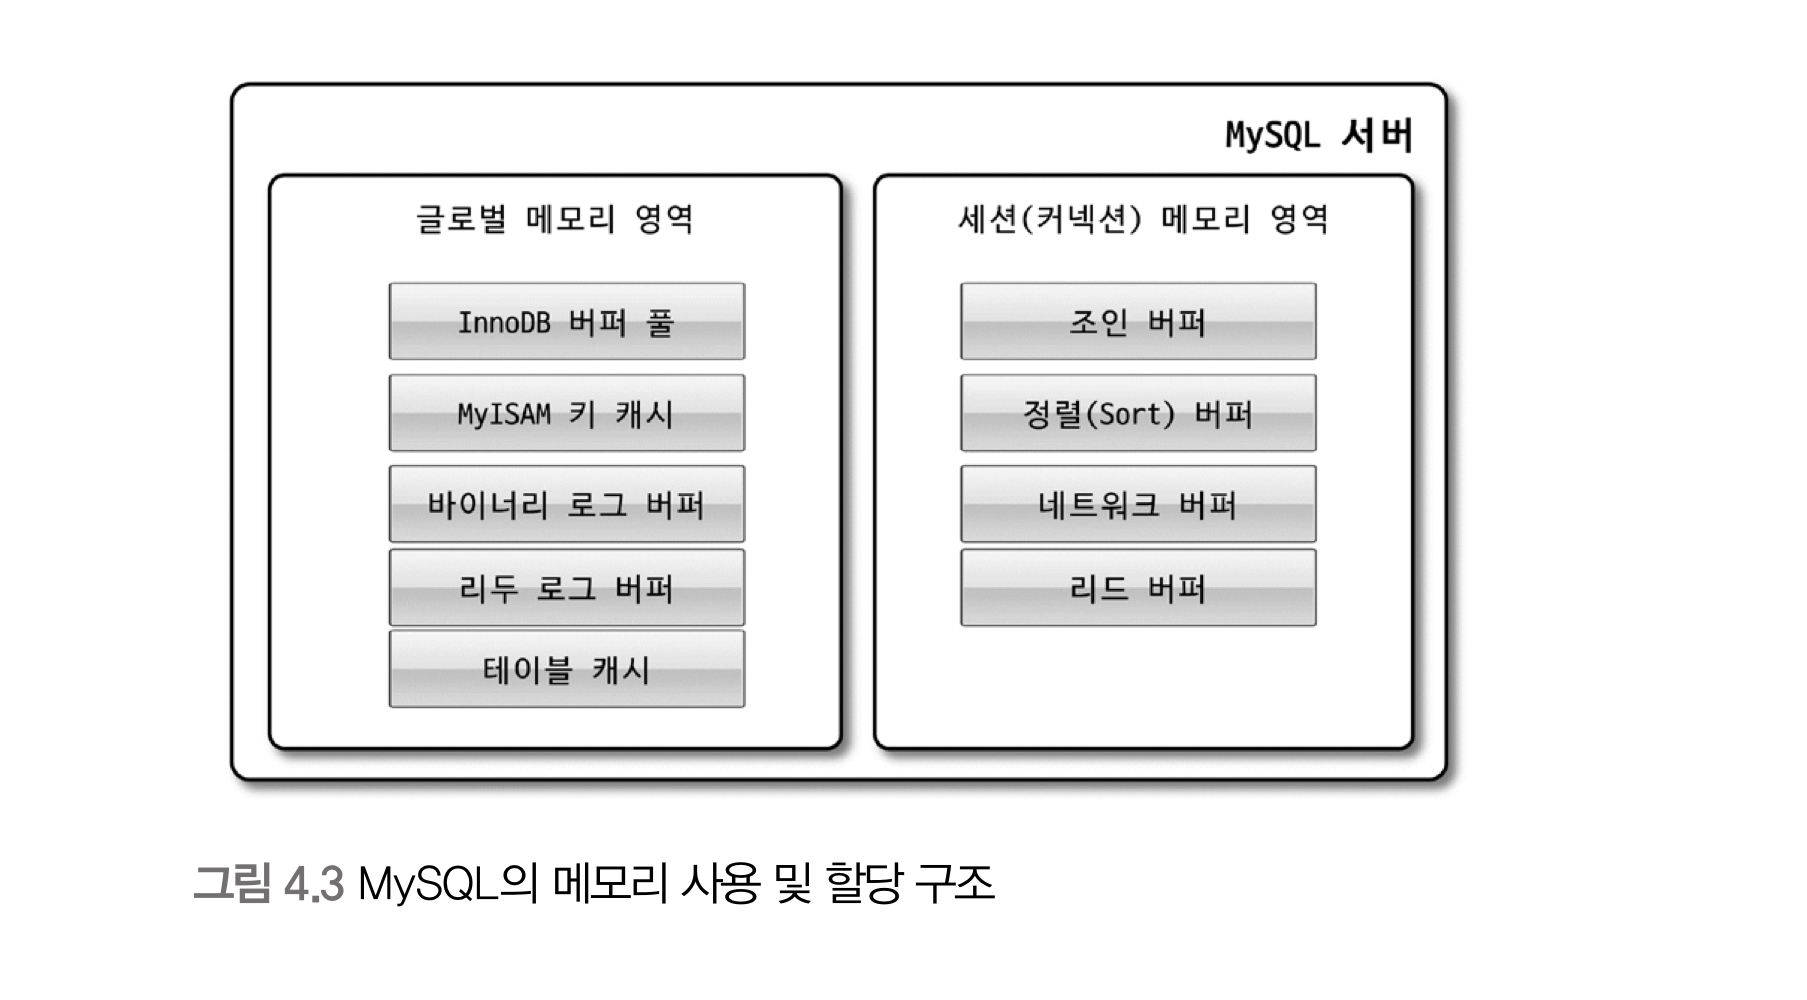 MySQL 서버
글로벌 메모리 영역
InnoDB 버퍼 풀
MyISAM 키 캐시
바이너리 로그 버퍼
리두 로그 버퍼
테이블 캐시
세션(커넥션) 메모리 영역
조인 버퍼
정렬(Sort) 버퍼
네트워크 버퍼
리드 버퍼
그림 4.3 MySQL의 메모리 사용 및 할당 구조